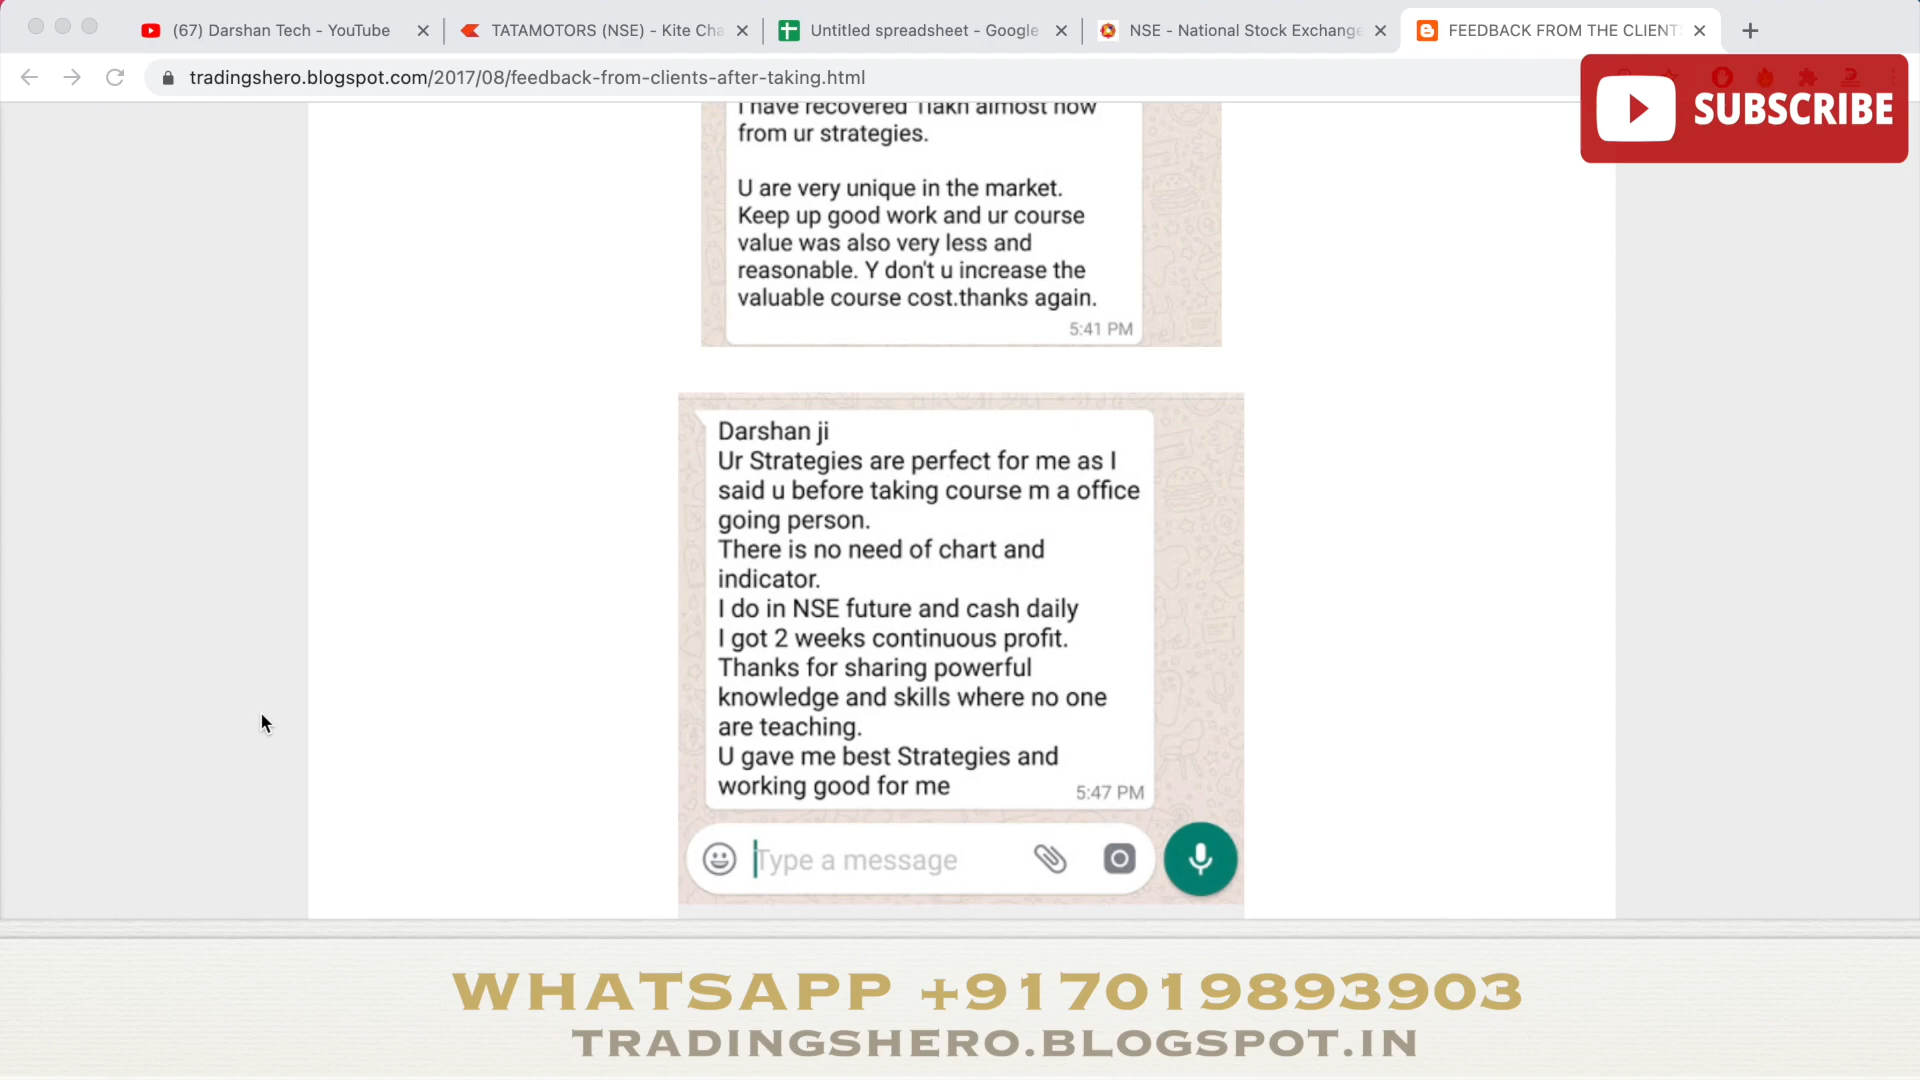 (67) Darshan Tech - YouTube
TATAMOTORS (NSE) - Kite Cha
Untitled spreadsheet - Google
NSE - National Stock Exchange
FEEDBACK FROM THE CLIENT
tradingshero.blogspot.com/2017/08/feedback-from-clients-after-taking.html
SUBSCRIBE
I have recovered 1lakh almost now
from ur strategies.
U are very unique in the market.
Keep up good work and ur course
value was also very less and
reasonable. Y don't u increase the
valuable course cost.thanks again.
5:41 PM
Darshan ji
Ur Strategies are perfect for me as I
said u before taking course m a office
going person.
There is no need of chart and
indicator.
I do in NSE future and cash daily
I got 2 weeks continuous profit.
Thanks for sharing powerful
knowledge and skills where no one
are teaching.
U gave me best Strategies and
working good for me
5:47 PM
Type a message
WHATSAPP +917019893903
TRADINGSHERO.BLOGSPOT.IN